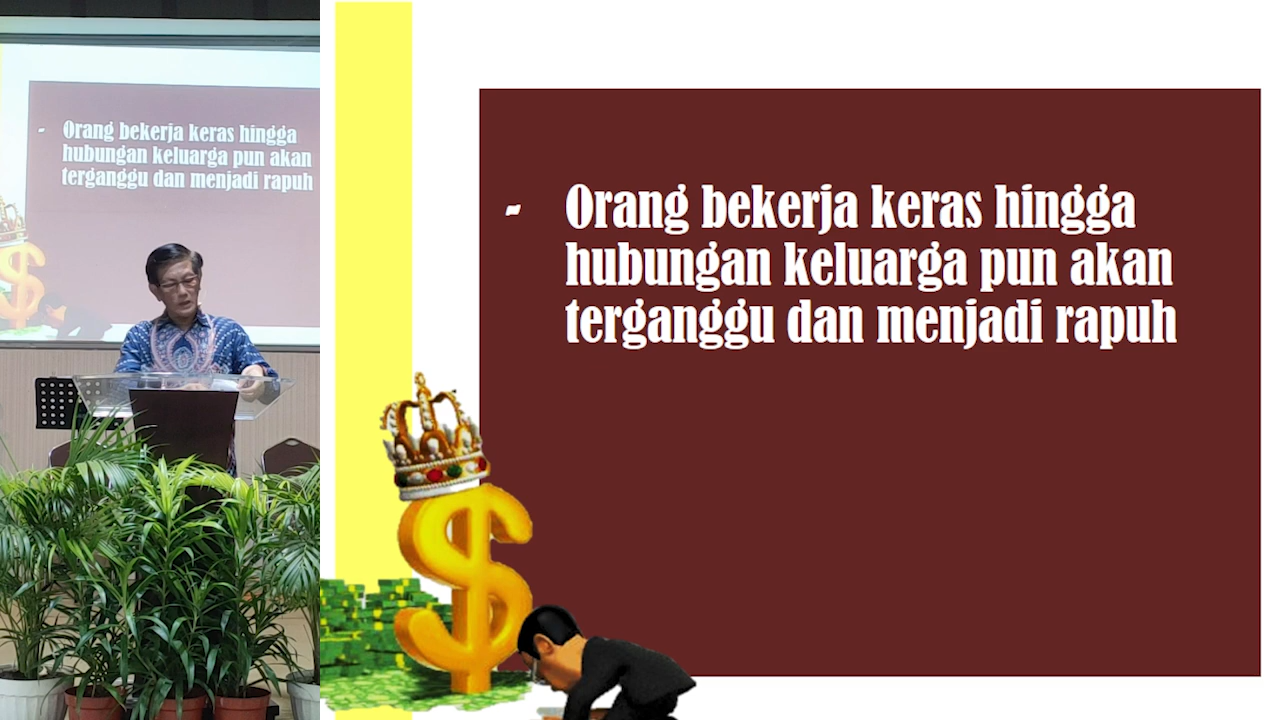 - Orang bekerja keras hingga
hubungan keluarga pun akan
terganggu dan menjadi rapuh
- Orang bekerja keras hingga
hubungan keluarga pun akan
terganggu dan menjadi rapuh